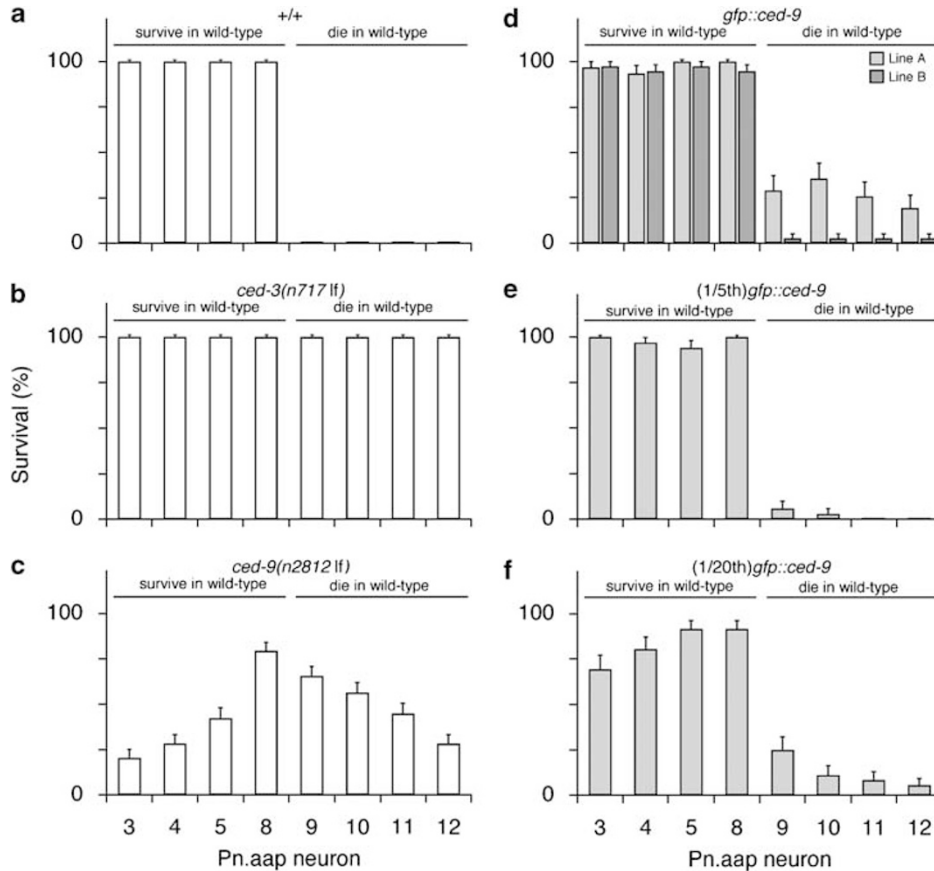 a
+/+
survive in wild-type die in wild-type
100
0
b
ced-3(n717 lf)
survive in wild-type die in wild-type
100
0
c
ced-9(n2812 lf)
survive in wild-type die in wild-type
100
0
3 4 5 8 9 10 11 12
Pn.aap neuron
Survival (%)
d
gfp::ced-9
survive in wild-type die in wild-type
Line A
Line B
100
0
e
(1/5th)gfp::ced-9
survive in wild-type die in wild-type
100
0
f
(1/20th)gfp::ced-9
survive in wild-type die in wild-type
100
0
3 4 5 8 9 10 11 12
Pn.aap neuron